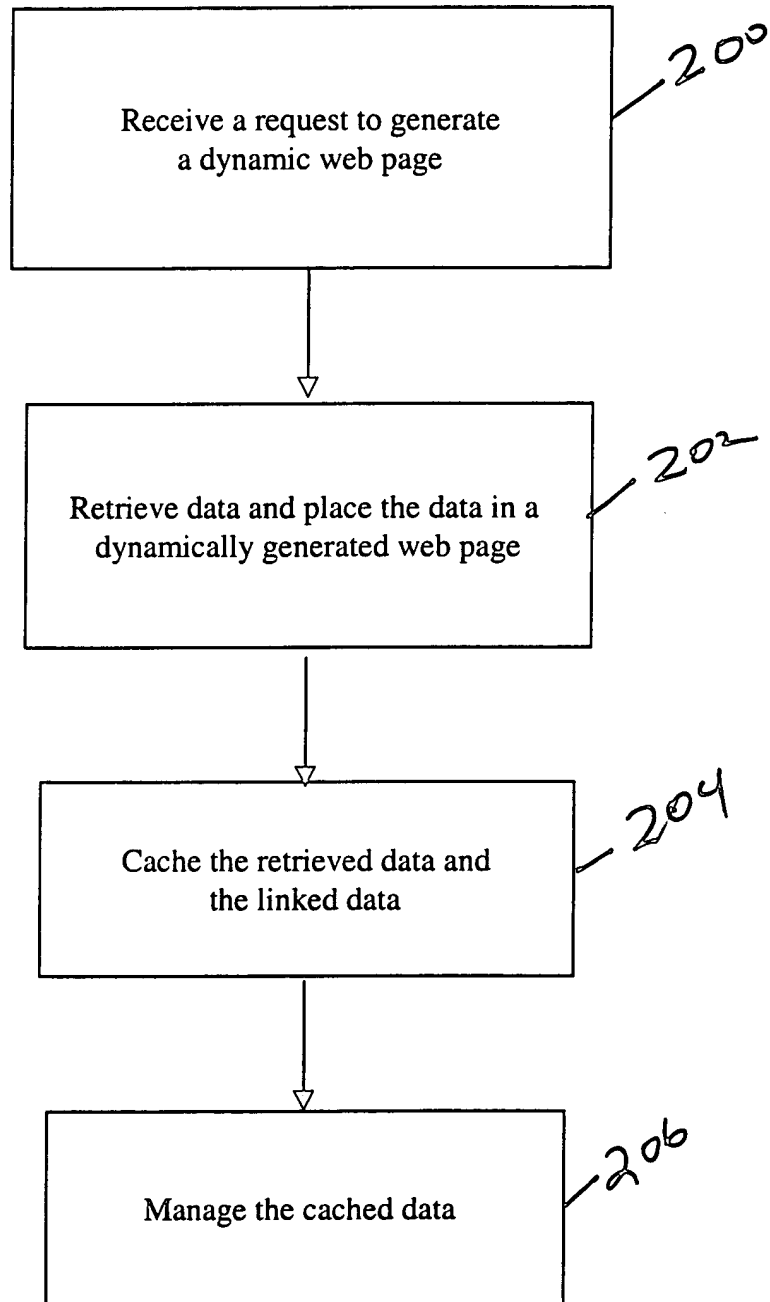 Receive a request to generate
a dynamic web page
200
Retrieve data and place the data in a
dynamically generated web page
202
Cache the retrieved data and
the linked data
204
Manage the cached data
206